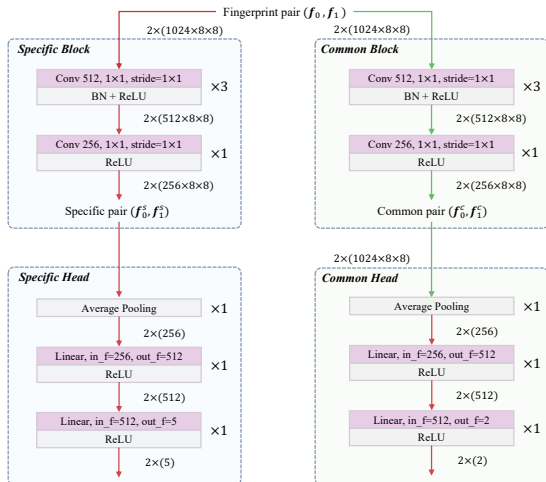 Fingerprint pair (f₀, f₁)
2×(1024×8×8)
2×(1024×8×8)
Specific Block
Conv 512, 1×1, stride=1×1
BN + ReLU
×3
2×(512×8×8)
Conv 256, 1×1, stride=1×1
ReLU
×1
2×(256×8×8)
Specific pair (f₀ˢ, f₁ˢ)
Common Block
Conv 512, 1×1, stride=1×1
BN + ReLU
×3
2×(512×8×8)
Conv 256, 1×1, stride=1×1
ReLU
×1
2×(256×8×8)
Common pair (f₀ᶜ, f₁ᶜ)
2×(1024×8×8)
Specific Head
Average Pooling
×1
2×(256)
Linear, in_f=256, out_f=512
ReLU
×1
2×(512)
Linear, in_f=512, out_f=5
ReLU
×1
2×(5)
Common Head
Average Pooling
×1
2×(256)
Linear, in_f=256, out_f=512
ReLU
×1
2×(512)
Linear, in_f=512, out_f=2
ReLU
×1
2×(2)